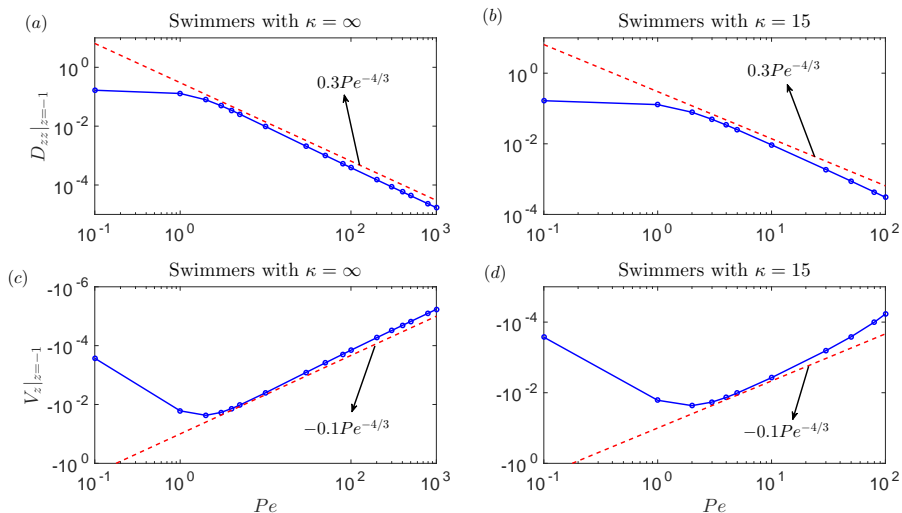 (a) Swimmers with κ = ∞
10^0
10^-2
10^-4
D_zz|_z=−1
0.3Pe^−4/3
10^-1 10^0 10^2 10^3
(b) Swimmers with κ = 15
10^0
10^-2
10^-4
0.3Pe^−4/3
10^-1 10^0 10^1 10^2
(c) Swimmers with κ = ∞
-10^-6
-10^-4
-10^-2
-10^0
V_z|_z=−1
−0.1Pe^−4/3
10^-1 10^0 10^2 10^3
Pe
(d) Swimmers with κ = 15
-10^-4
-10^-2
-10^0
−0.1Pe^−4/3
10^-1 10^0 10^1 10^2
Pe